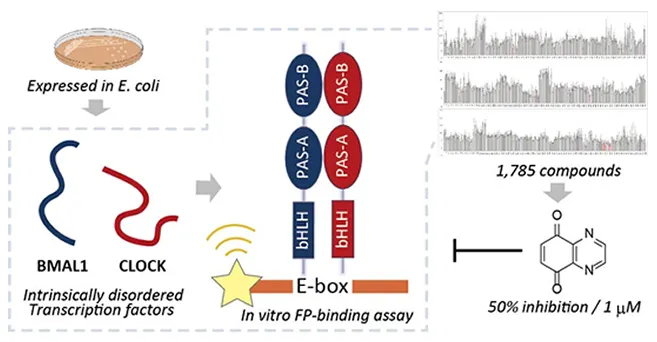 Expressed in E. coli
BMAL1
CLOCK
Intrinsically disordered
Transcription factors
PAS-B
PAS-B
PAS-A
PAS-A
bHLH
bHLH
E-box
In vitro FP-binding assay
1,785 compounds
O
N
N
O
50% inhibition / 1 μM